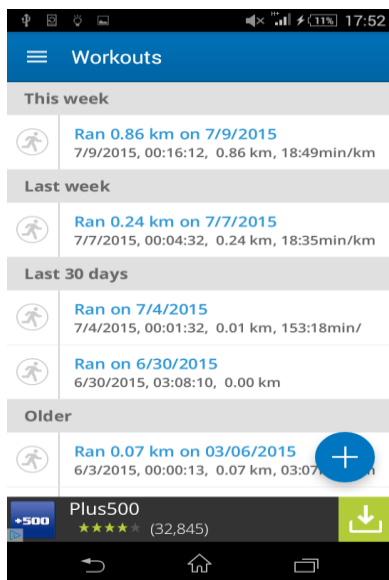 11% 17:52
Workouts
This week
Ran 0.86 km on 7/9/2015
7/9/2015, 00:16:12, 0.86 km, 18:49min/km
Last week
Ran 0.24 km on 7/7/2015
7/7/2015, 00:04:32, 0.24 km, 18:35min/km
Last 30 days
Ran on 7/4/2015
7/4/2015, 00:01:32, 0.01 km, 153:18min/
Ran on 6/30/2015
6/30/2015, 03:08:10, 0.00 km
Older
Ran 0.07 km on 03/06/2015
6/3/2015, 00:00:13, 0.07 km, 03:07
+500
Plus500
(32,845)